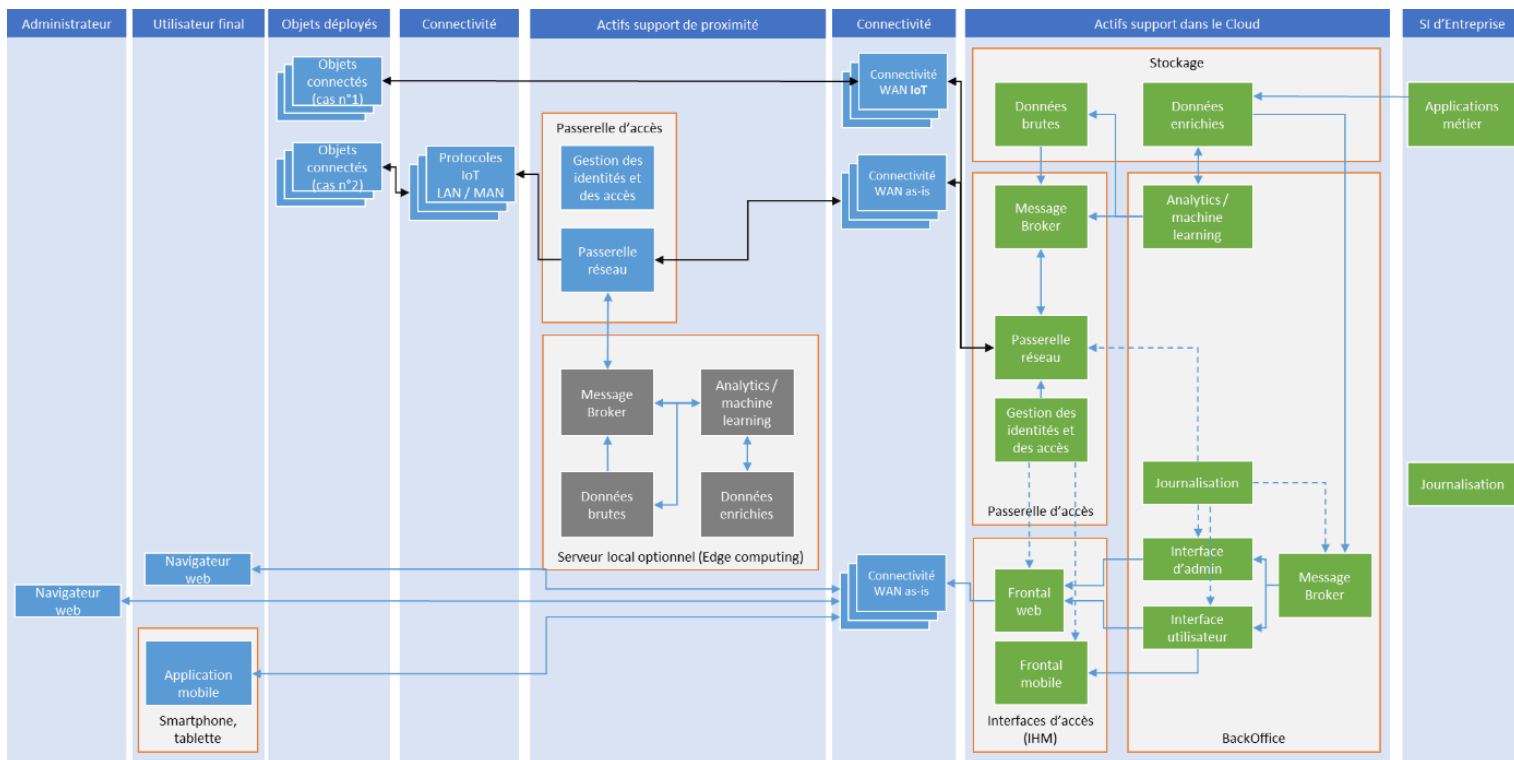 Administrateur
Utilisateur final
Objets déployés
Connectivité
Actifs support de proximité
Connectivité
Actifs support dans le Cloud
SI d'Entreprise
Objets
connectés
(cas n°1)
Objets
connectés
(cas n°2)
Protocoles
IoT
LAN / MAN
Passerelle d'accès
Gestion des
identités et
des accès
Passerelle
réseau
Message
Broker
Analytics /
machine
learning
Données
brutes
Données
enrichies
Serveur local optionnel (Edge computing)
Connectivité
WAN IoT
Connectivité
WAN as-is
Connectivité
WAN as-is
Stockage
Données
brutes
Données
enrichies
Message
Broker
Passerelle
réseau
Gestion des
identités et
des accès
Passerelle d'accès
Analytics /
machine
learning
Journalisation
Interface
d'admin
Interface
utilisateur
Message
Broker
BackOffice
Frontal
web
Frontal
mobile
Interfaces d'accès
(IHM)
Applications
métier
Journalisation
Navigateur
web
Navigateur
web
Application
mobile
Smartphone,
tablette